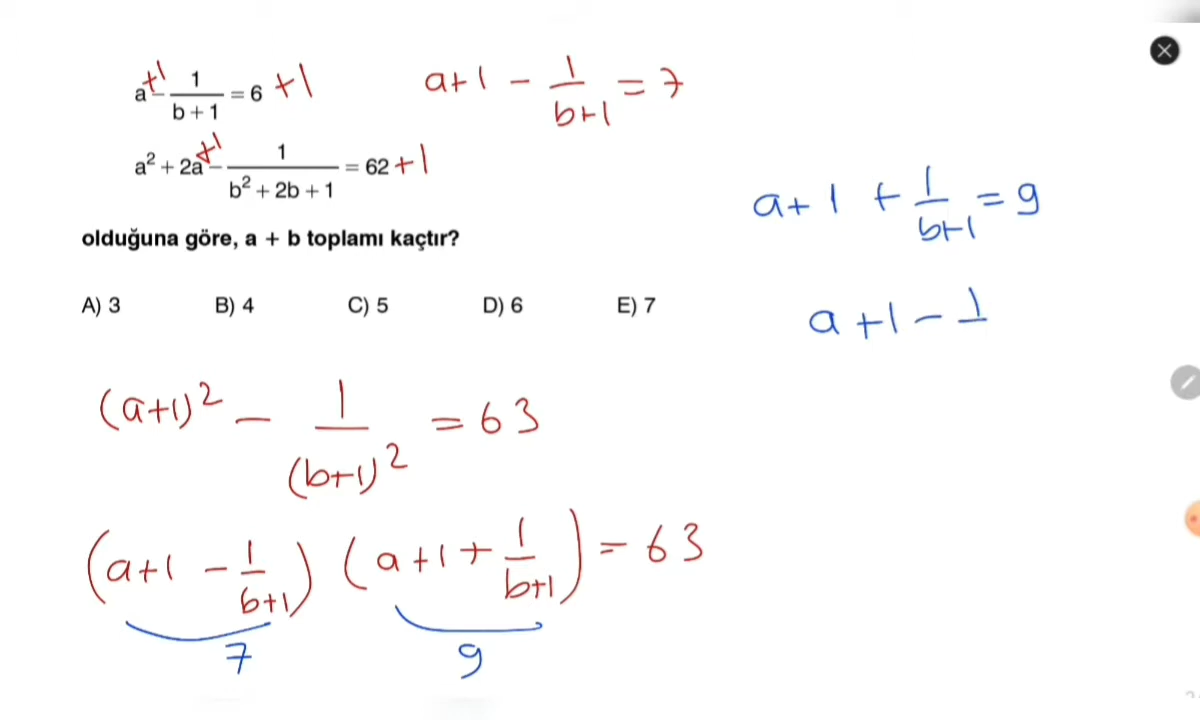 a +1 - 1/(b + 1) = 6 +1
a² + 2a +1 - 1/(b² + 2b + 1) = 62 +1
olduğuna göre, a + b toplamı kaçtır?
A) 3 B) 4 C) 5 D) 6 E) 7
a+1 - 1/(b+1) = 7
a+1 + 1/(b+1) = 9
a+1 - 1
(a+1)² - 1/(b+1)² = 63
(a+1 - 1/(b+1)) (a+1 + 1/(b+1)) = 63
7 9